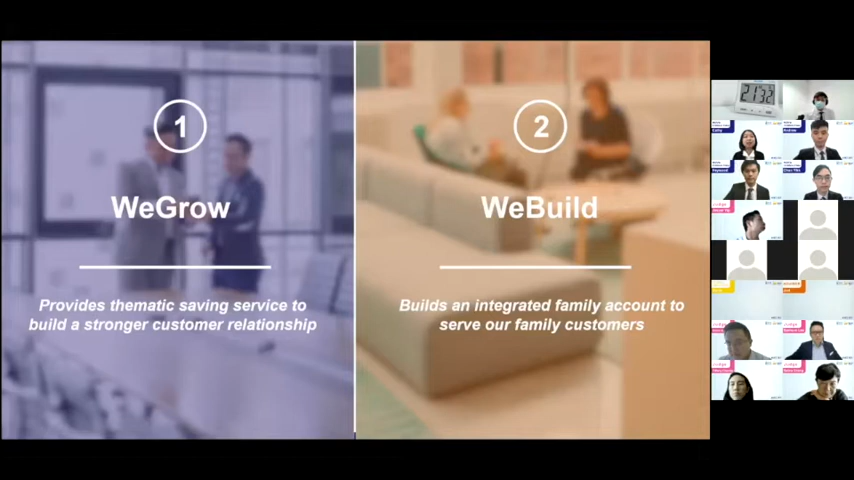 1
WeGrow
Provides thematic saving service to
build a stronger customer relationship
2
WeBuild
Builds an integrated family account to
serve our family customers
21:32
Cathy